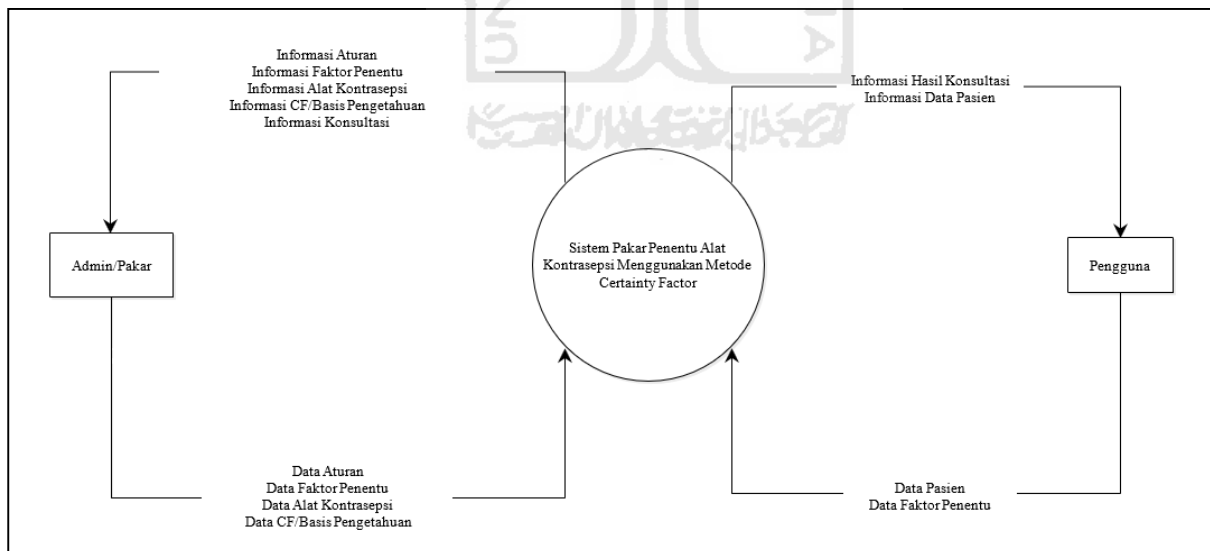 Informasi Aturan
Informasi Faktor Penentu
Informasi Alat Kontrasepsi
Informasi CF/Basis Pengetahuan
Informasi Konsultasi
Informasi Hasil Konsultasi
Informasi Data Pasien
Admin/Pakar
Sistem Pakar Penentu Alat
Kontrasepsi Menggunakan Metode
Certainty Factor
Pengguna
Data Aturan
Data Faktor Penentu
Data Alat Kontrasepsi
Data CF/Basis Pengetahuan
Data Pasien
Data Faktor Penentu